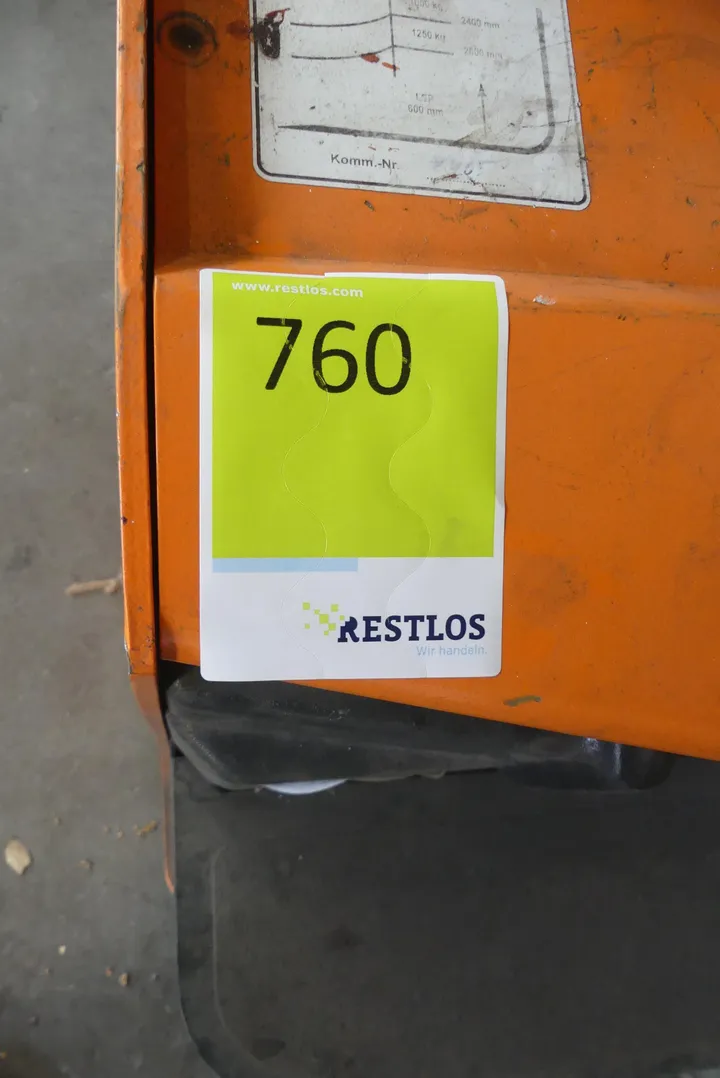 2400 mm
1250 kg
600 mm
Komm.-Nr
www.restlos.com
760
RESTLOS
Wir handeln.